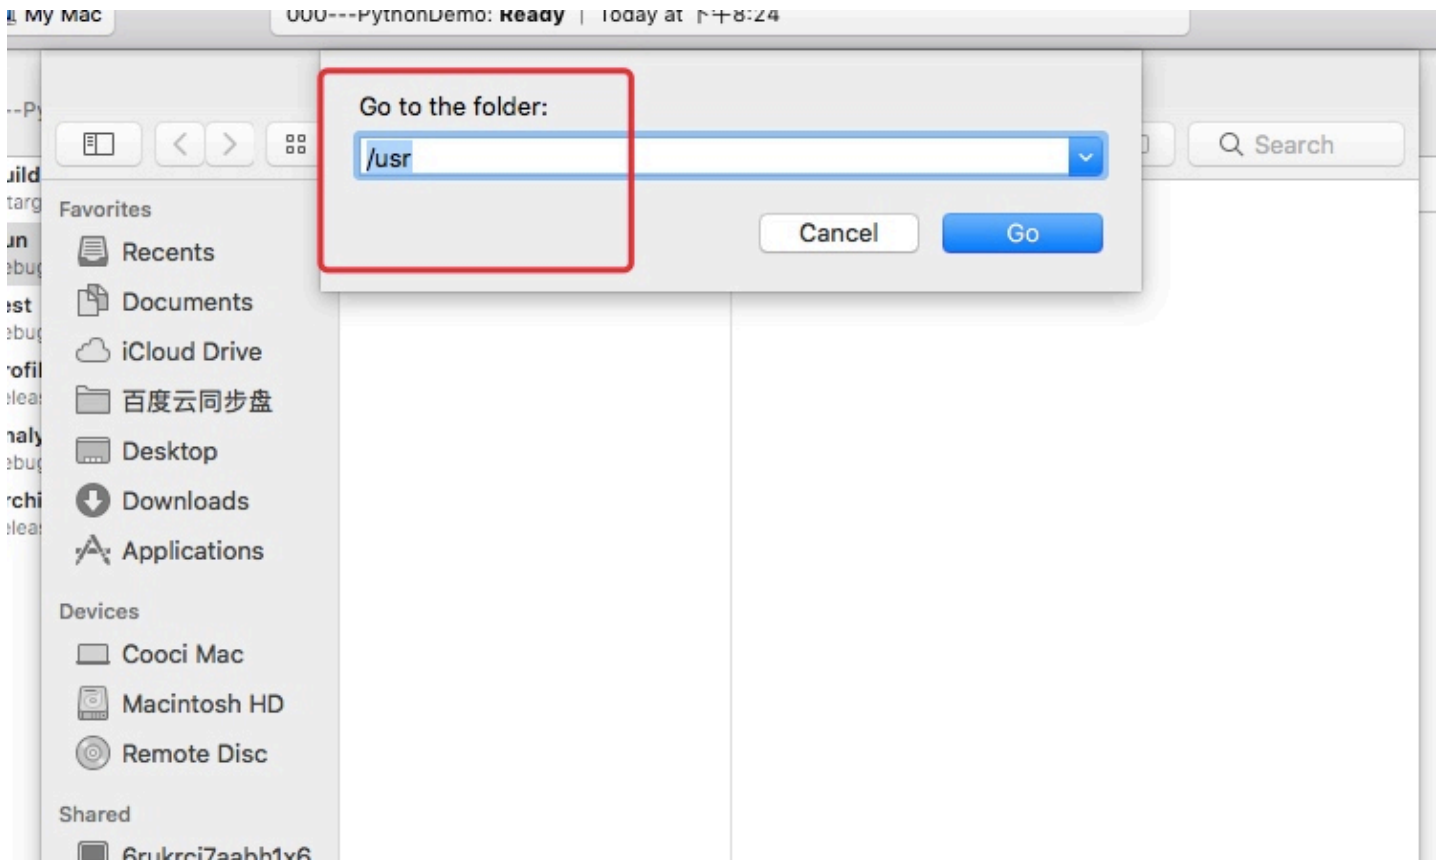 My Mac
000---PythonDemo: Ready | Today at 下午8:24
Go to the folder:
/usr
Search
Cancel
Go
Favorites
Recents
Documents
iCloud Drive
百度云同步盘
Desktop
Downloads
Applications
Devices
Cooci Mac
Macintosh HD
Remote Disc
Shared
6rukrci7aabh1x6